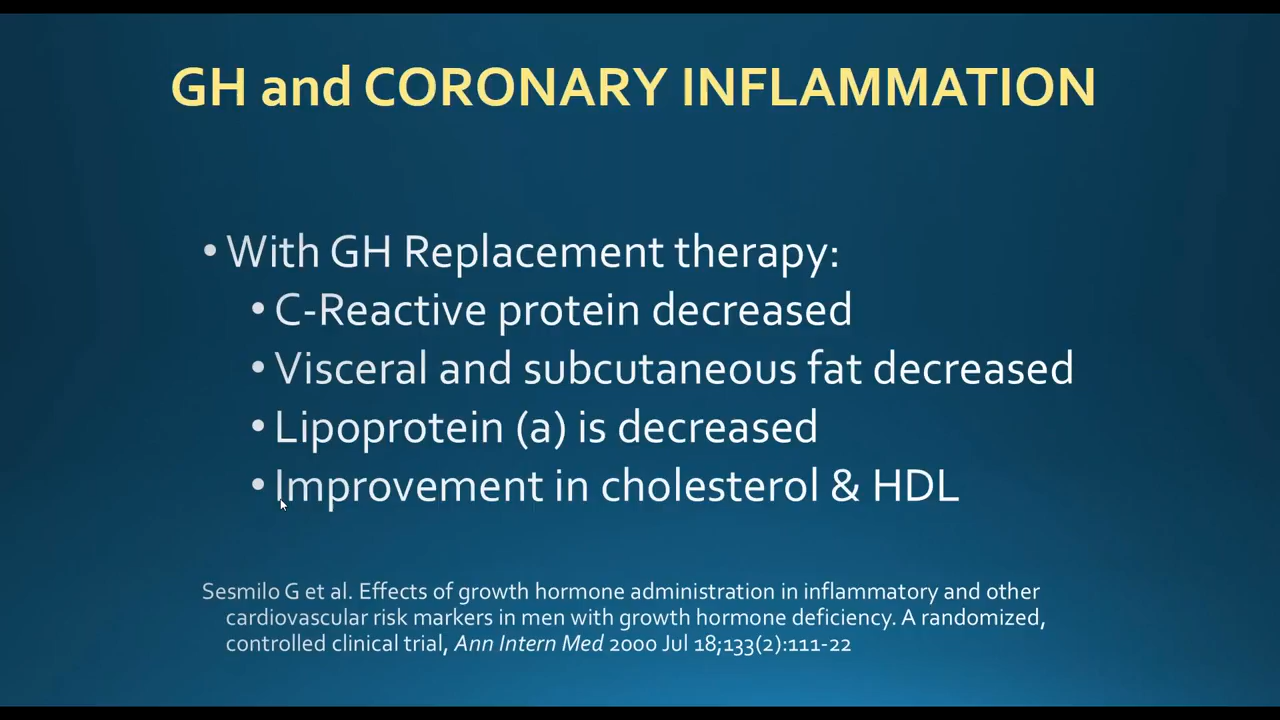 GH and CORONARY INFLAMMATION
• With GH Replacement therapy:
• C-Reactive protein decreased
• Visceral and subcutaneous fat decreased
• Lipoprotein (a) is decreased
• Improvement in cholesterol & HDL
Sesmilo G et al. Effects of growth hormone administration in inflammatory and other
cardiovascular risk markers in men with growth hormone deficiency. A randomized,
controlled clinical trial, Ann Intern Med 2000 Jul 18;133(2):111-22